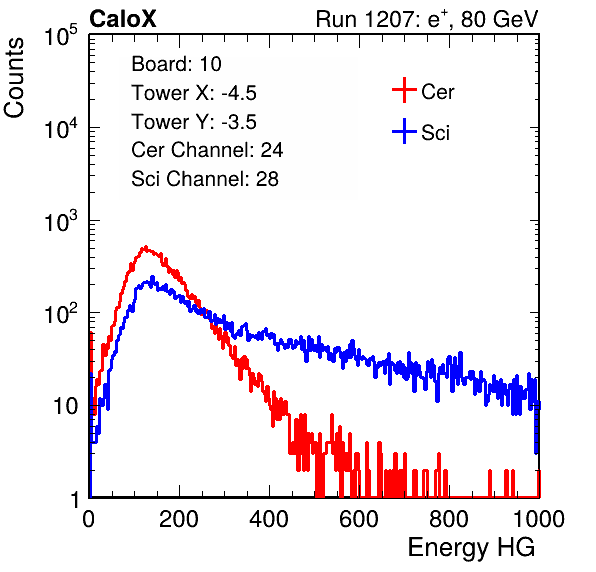 CaloX Run 1207: e⁺, 80 GeV
Board: 10
Tower X: -4.5
Tower Y: -3.5
Cer Channel: 24
Sci Channel: 28
Cer
Sci
Counts
10⁵
10⁴
10³
10²
10
1
0 200 400 600 800 1000
Energy HG